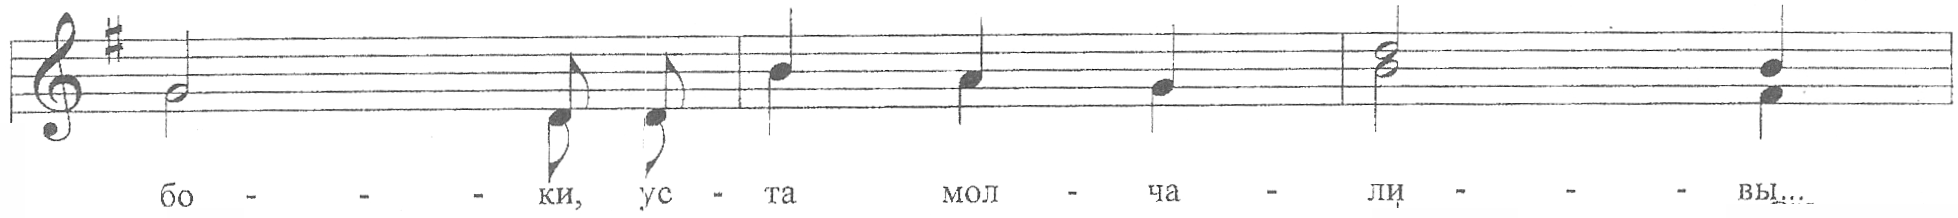 бо - - - ки, ус - та мол - ча - ли - - - вы...